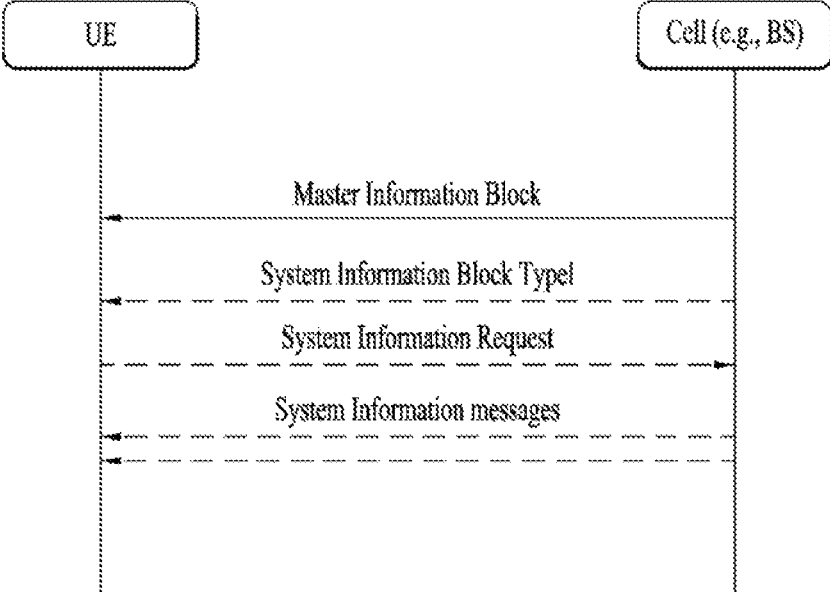 UE
Cell (e.g., BS)
Master Information Block
System Information Block Type1
System Information Request
System Information messages